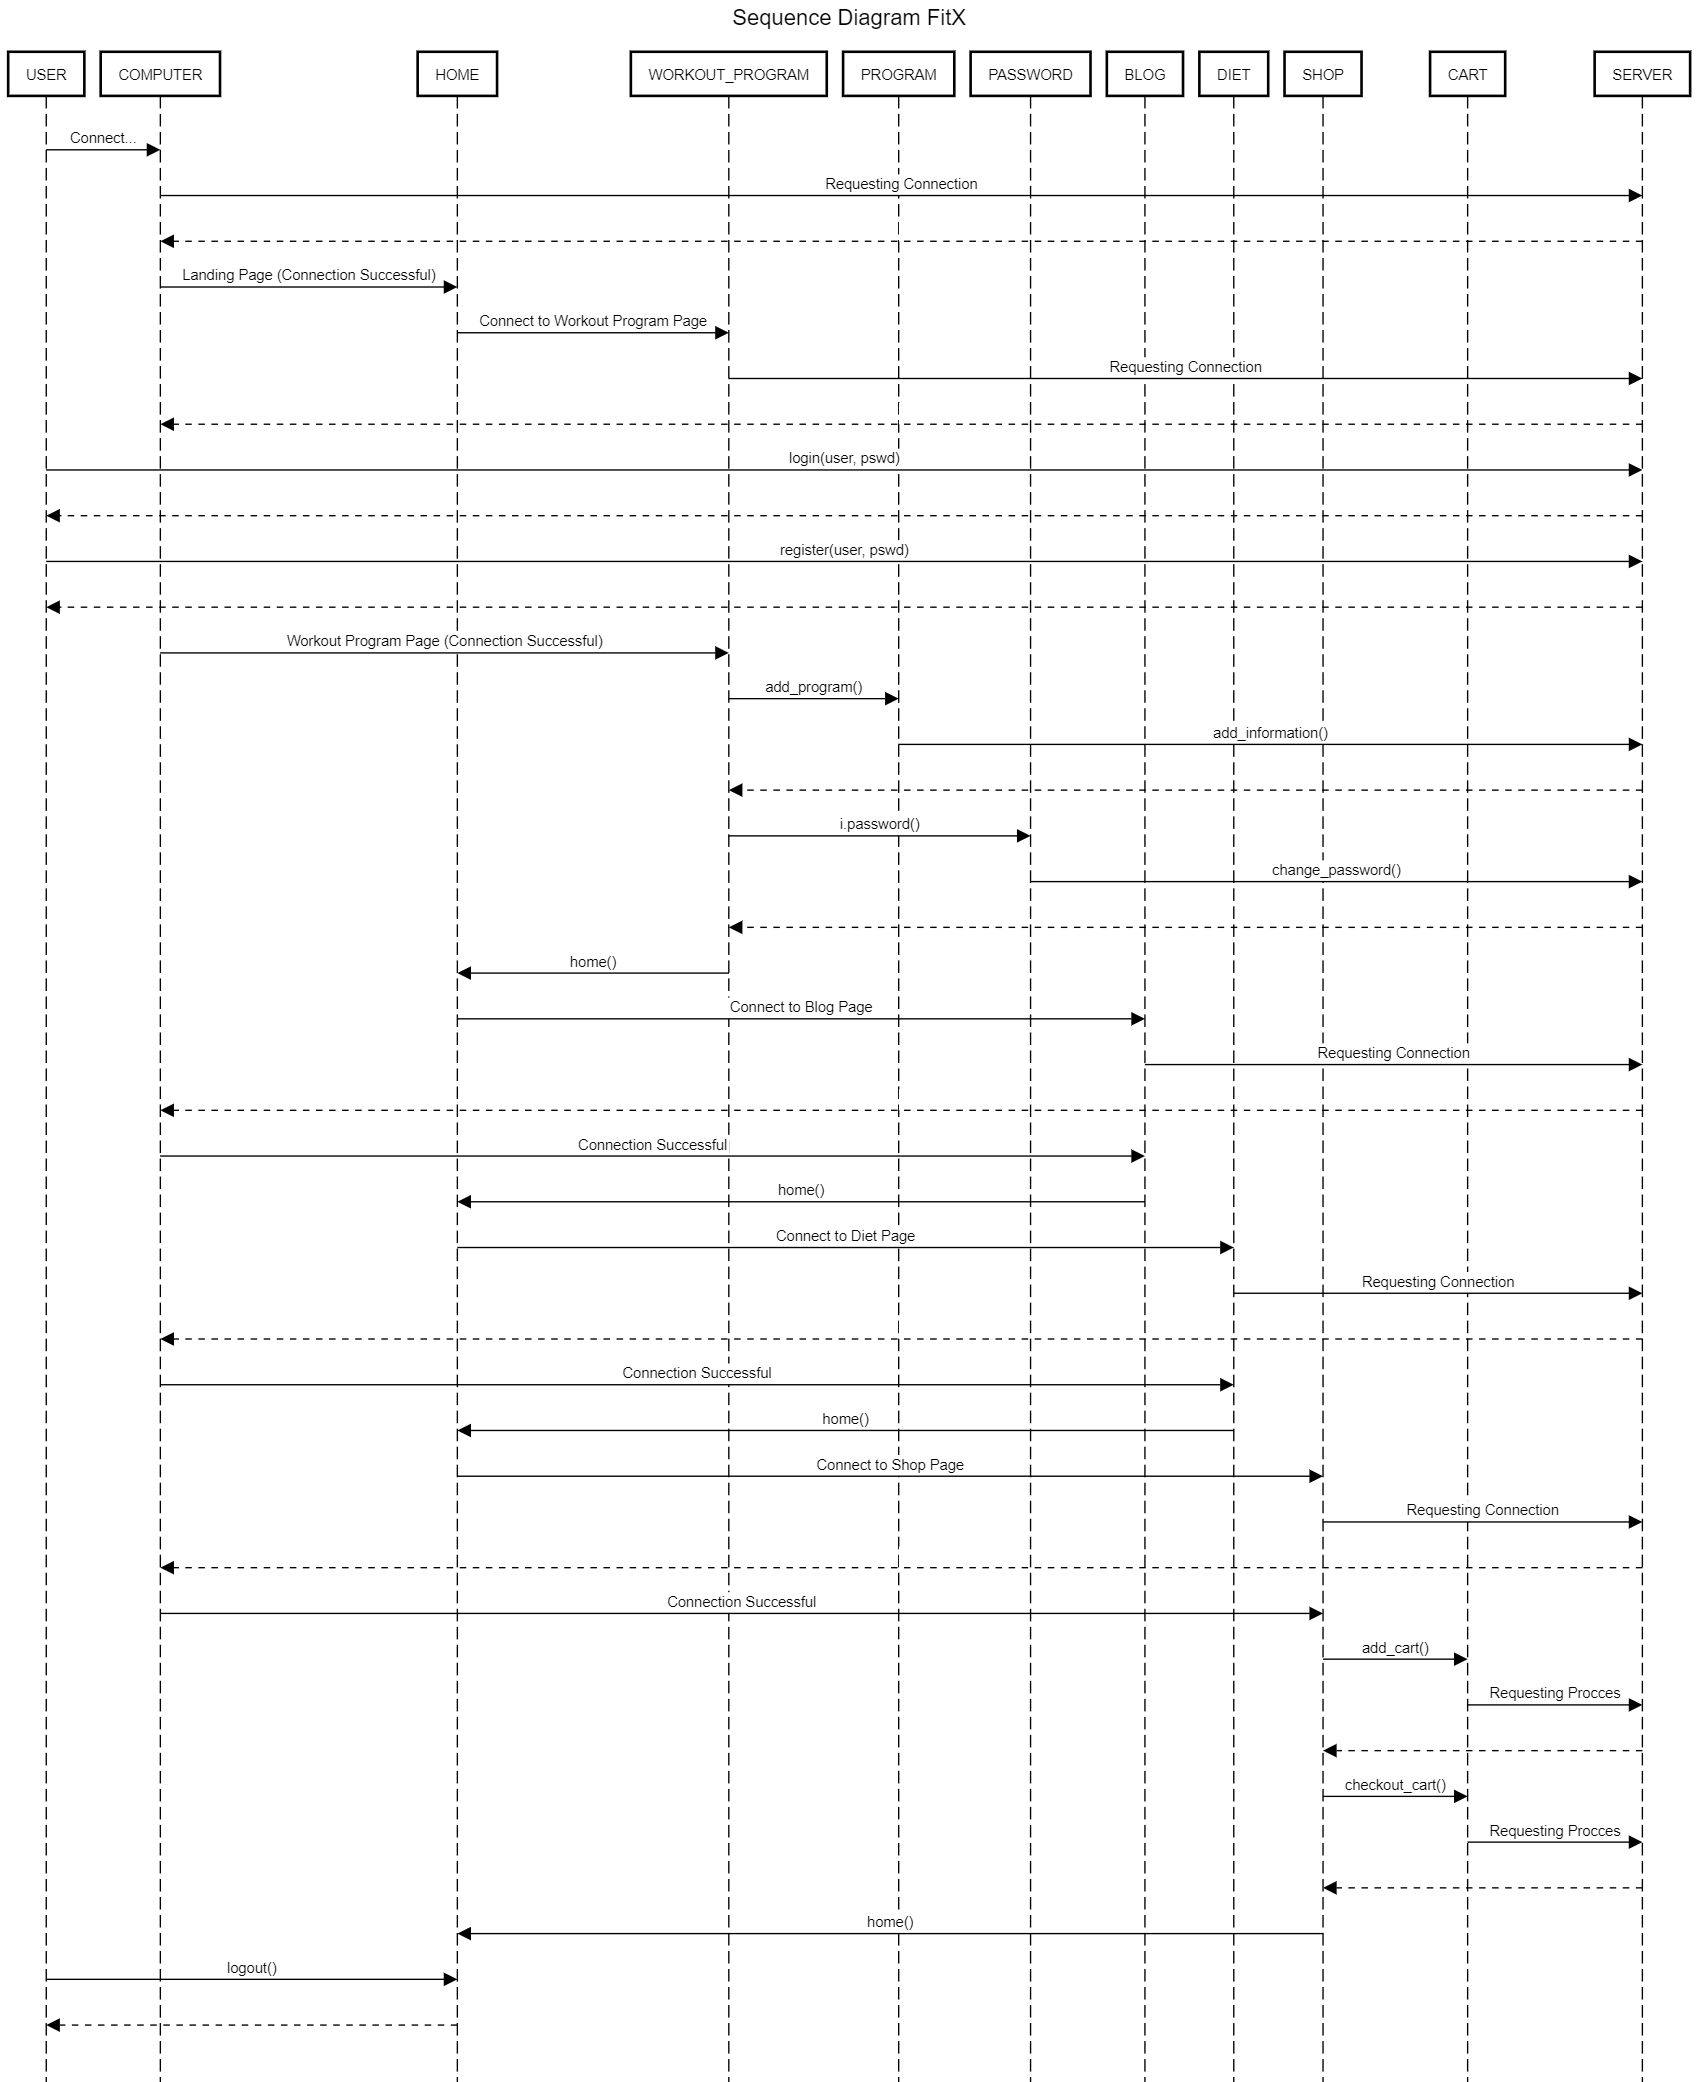 Sequence Diagram FitX
USER COMPUTER HOME WORKOUT_PROGRAM PROGRAM PASSWORD BLOG DIET SHOP CART SERVER
Connect...
Requesting Connection
Landing Page (Connection Successful)
Connect to Workout Program Page
Requesting Connection
login(user, pswd)
register(user, pswd)
Workout Program Page (Connection Successful)
add_program()
add_information()
i.password()
change_password()
home()
Connect to Blog Page
Requesting Connection
Connection Successful
home()
Connect to Diet Page
Requesting Connection
Connection Successful
home()
Connect to Shop Page
Requesting Connection
Connection Successful
add_cart()
Requesting Procces
checkout_cart()
Requesting Procces
home()
logout()